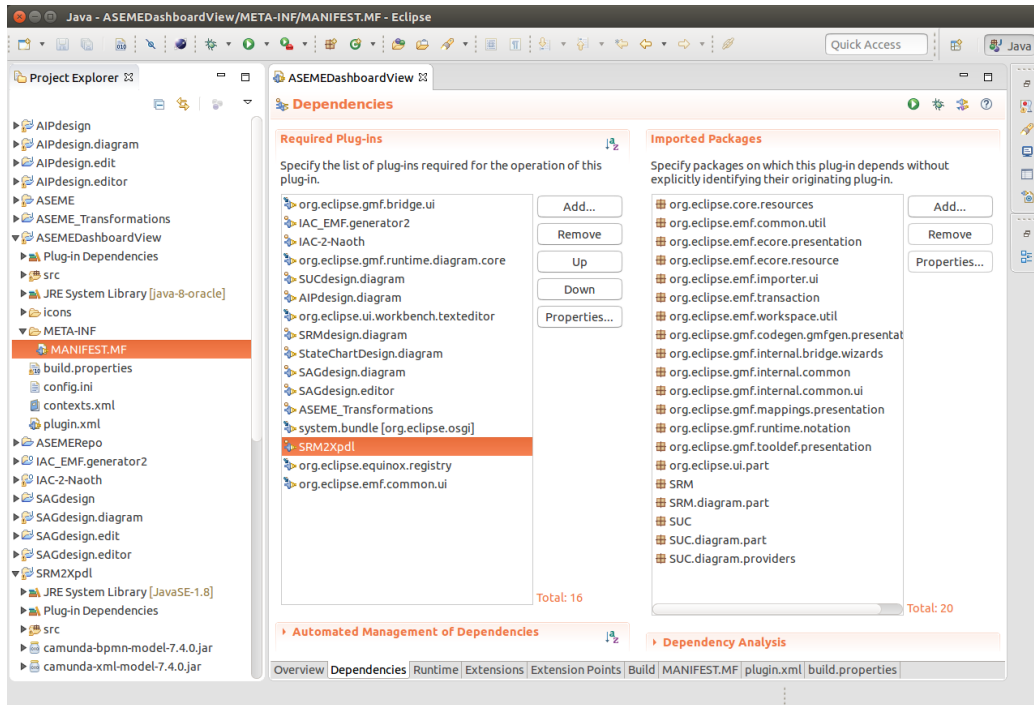 Java - ASEMEDashboardView/META-INF/MANIFEST.MF - Eclipse
Quick Access
Java
Project Explorer
AIPdesign
AIPdesign.diagram
AIPdesign.edit
AIPdesign.editor
ASEME
ASEME_Transformations
ASEMEDashboardView
Plug-in Dependencies
src
JRE System Library [java-8-oracle]
icons
META-INF
MANIFEST.MF
build.properties
config.ini
contexts.xml
plugin.xml
ASEMERepo
IAC_EMF.generator2
IAC-2-Naoth
SAGdesign
SAGdesign.diagram
SAGdesign.edit
SAGdesign.editor
SRM2Xpdl
JRE System Library [JavaSE-1.8]
Plug-in Dependencies
src
camunda-bpmn-model-7.4.0.jar
camunda-xml-model-7.4.0.jar
ASEMEDashboardView
Dependencies
Required Plug-ins
Specify the list of plug-ins required for the operation of this
plug-in.
org.eclipse.gmf.bridge.ui
IAC_EMF.generator2
IAC-2-Naoth
org.eclipse.gmf.runtime.diagram.core
SUCdesign.diagram
AIPdesign.diagram
org.eclipse.ui.workbench.texteditor
SRMdesign.diagram
StateChartDesign.diagram
SAGdesign.diagram
SAGdesign.editor
ASEME_Transformations
system.bundle [org.eclipse.osgi]
SRM2Xpdl
org.eclipse.equinox.registry
org.eclipse.emf.common.ui
Add...
Remove
Up
Down
Properties...
Total: 16
Automated Management of Dependencies
Imported Packages
Specify packages on which this plug-in depends without
explicitly identifying their originating plug-in.
org.eclipse.core.resources
org.eclipse.emf.common.util
org.eclipse.emf.ecore.presentation
org.eclipse.emf.ecore.resource
org.eclipse.emf.importer.ui
org.eclipse.emf.transaction
org.eclipse.emf.workspace.util
org.eclipse.gmf.codegen.gmfgen.presentat
org.eclipse.gmf.internal.bridge.wizards
org.eclipse.gmf.internal.common
org.eclipse.gmf.internal.common.ui
org.eclipse.gmf.mappings.presentation
org.eclipse.gmf.runtime.notation
org.eclipse.gmf.tooldef.presentation
org.eclipse.ui.part
SRM
SRM.diagram.part
SUC
SUC.diagram.part
SUC.diagram.providers
Add...
Remove
Properties...
Total: 20
Dependency Analysis
Overview Dependencies Runtime Extensions Extension Points Build MANIFEST.MF plugin.xml build.properties